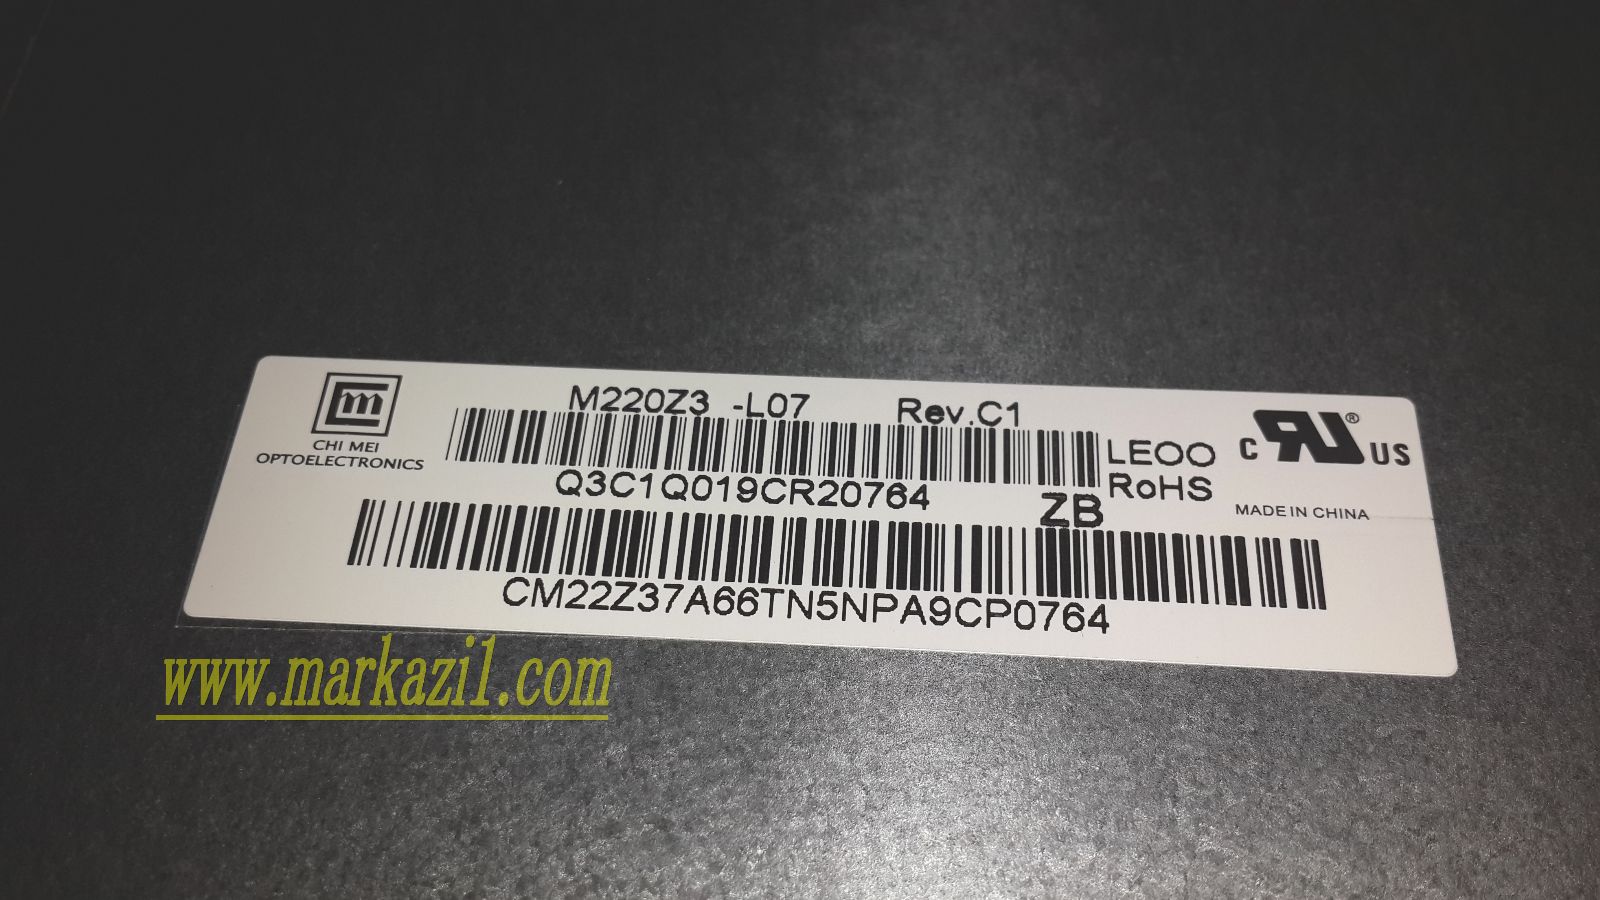 CHI MEI
OPTOELECTRONICS
M220Z3 -L07 Rev.C1
Q3C1Q019CR20764
LEOO
RoHS
ZB
CM22Z37A66TN5NPA9CP0764
C RU ® US
MADE IN CHINA
www.markazi1.com